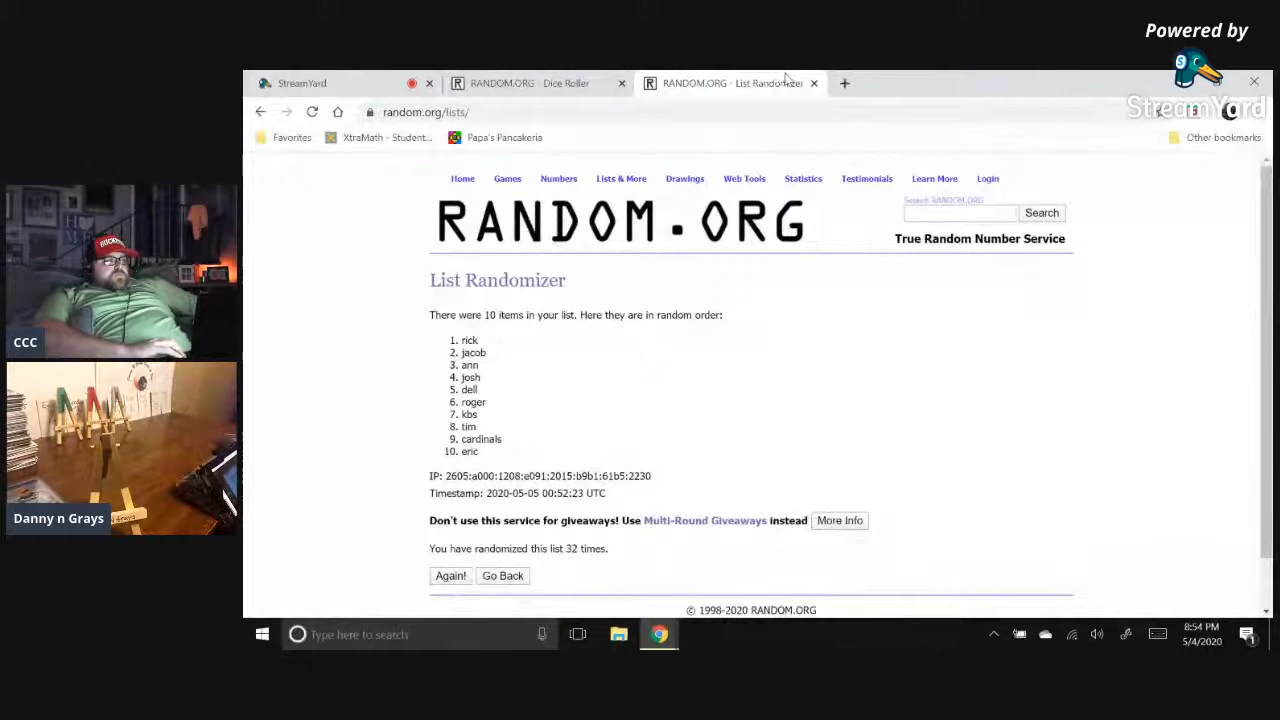 Powered by
StreamYard
StreamYard
RANDOM.ORG - Dice Roller
RANDOM.ORG - List Randomizer
random.org/lists/
Favorites
XtraMath - Student...
Papa's Pancakeria
Other bookmarks
Home Games Numbers Lists & More Drawings Web Tools Statistics Testimonials Learn More Login
RANDOM.ORG
Search RANDOM.ORG
Search
True Random Number Service
List Randomizer
There were 10 items in your list. Here they are in random order:
1. rick
2. jacob
3. ann
4. josh
5. dell
6. roger
7. kbs
8. tim
9. cardinals
10. eric
IP: 2605:a000:1208:e091:2015:b9b1:61b5:2230
Timestamp: 2020-05-05 00:52:23 UTC
Don't use this service for giveaways! Use Multi-Round Giveaways instead More Info
You have randomized this list 32 times.
Again! Go Back
© 1998-2020 RANDOM.ORG
CCC
Danny n Grays
Type here to search
8:54 PM
5/4/2020
1